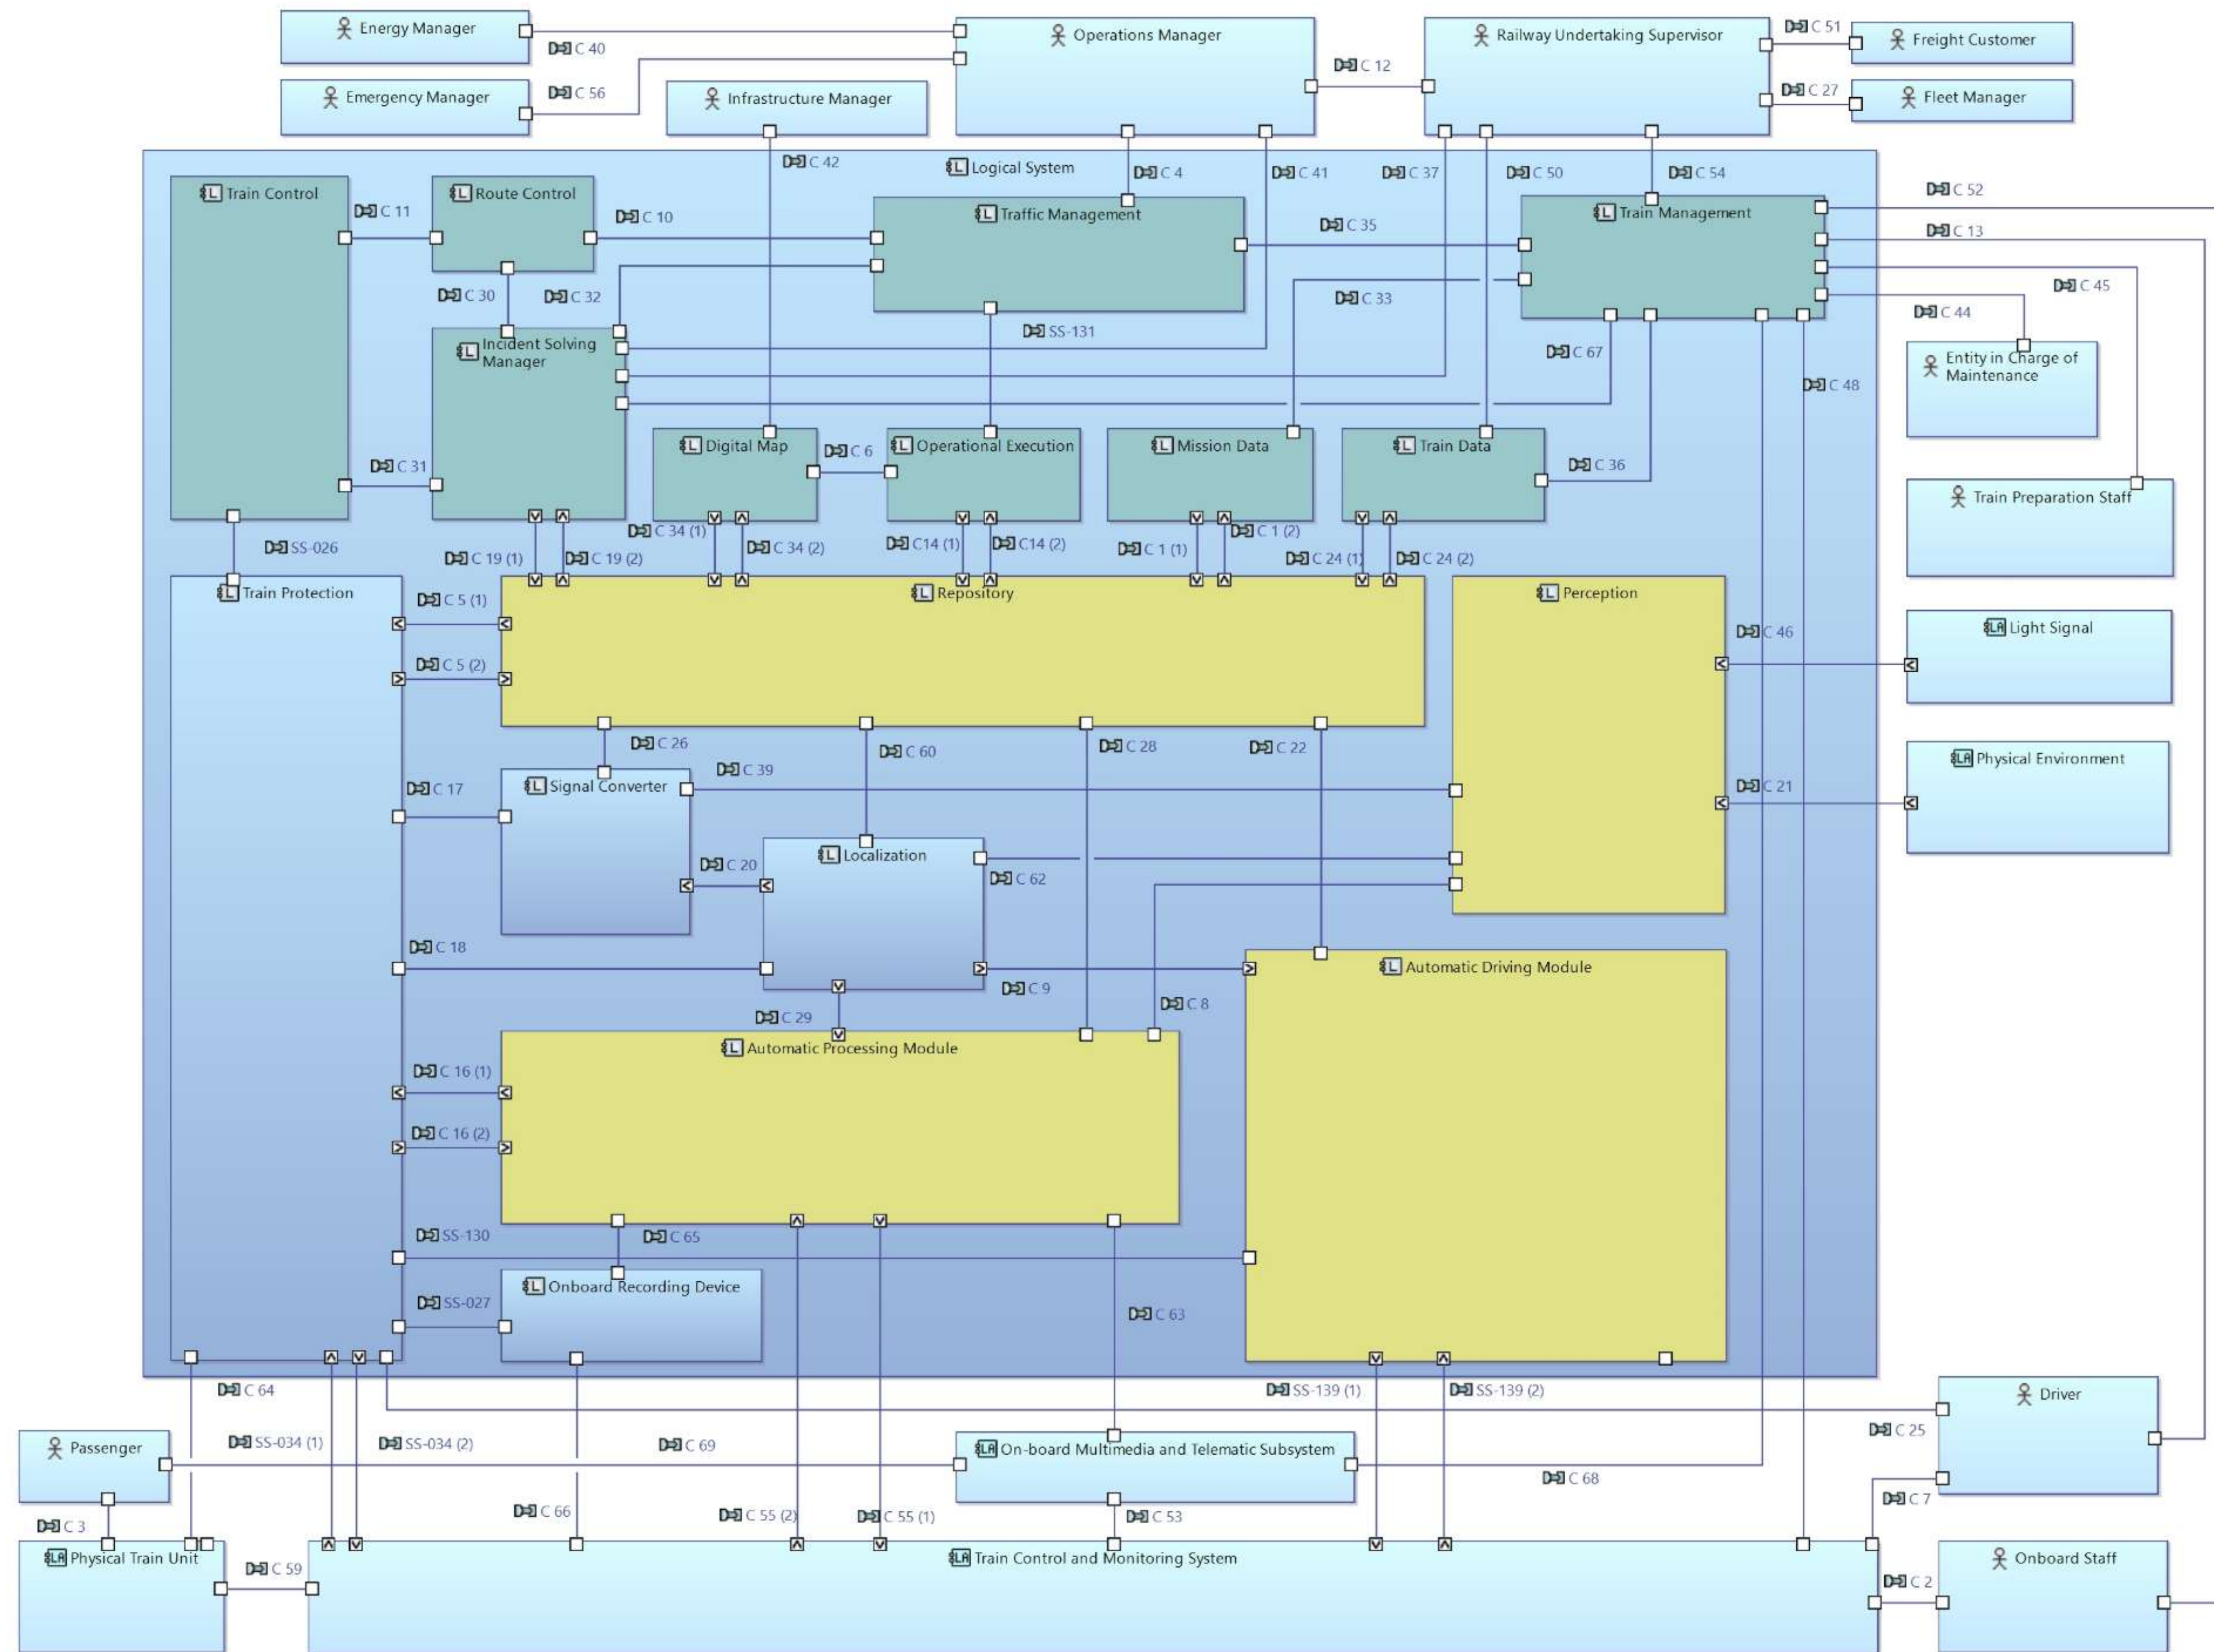 Energy Manager
C 40
Emergency Manager
C 56
Infrastructure Manager
Operations Manager
C 12
Railway Undertaking Supervisor
C 51
Freight Customer
C 27
Fleet Manager
C 42
Logical System
C 4
C 41
C 37
C 50
C 54
C 52
C 13
Train Control
C 11
Route Control
C 10
Traffic Management
C 35
Train Management
C 30
C 32
C 33
C 45
C 44
Incident Solving
Manager
SS-131
C 67
C 48
Entity in Charge of
Maintenance
C 31
Digital Map
C 6
Operational Execution
Mission Data
Train Data
C 36
Train Preparation Staff
SS-026
C 19 (1)
C 19 (2)
C 34 (1)
C 34 (2)
C14 (1)
C14 (2)
C 1 (1)
C 1 (2)
C 24 (1)
C 24 (2)
Train Protection
C 5 (1)
Repository
Perception
C 46
Light Signal
C 5 (2)
C 26
C 60
C 28
C 22
Physical Environment
C 17
Signal Converter
C 39
C 21
C 20
Localization
C 62
C 18
C 9
Automatic Driving Module
C 29
C 8
Automatic Processing Module
C 16 (1)
C 16 (2)
SS-130
C 65
Onboard Recording Device
SS-027
C 63
C 64
SS-139 (1)
SS-139 (2)
Driver
Passenger
SS-034 (1)
SS-034 (2)
C 69
On-board Multimedia and Telematic Subsystem
C 25
C 68
C 7
C 3
C 66
C 55 (2)
C 55 (1)
C 53
Physical Train Unit
C 59
Train Control and Monitoring System
C 2
Onboard Staff